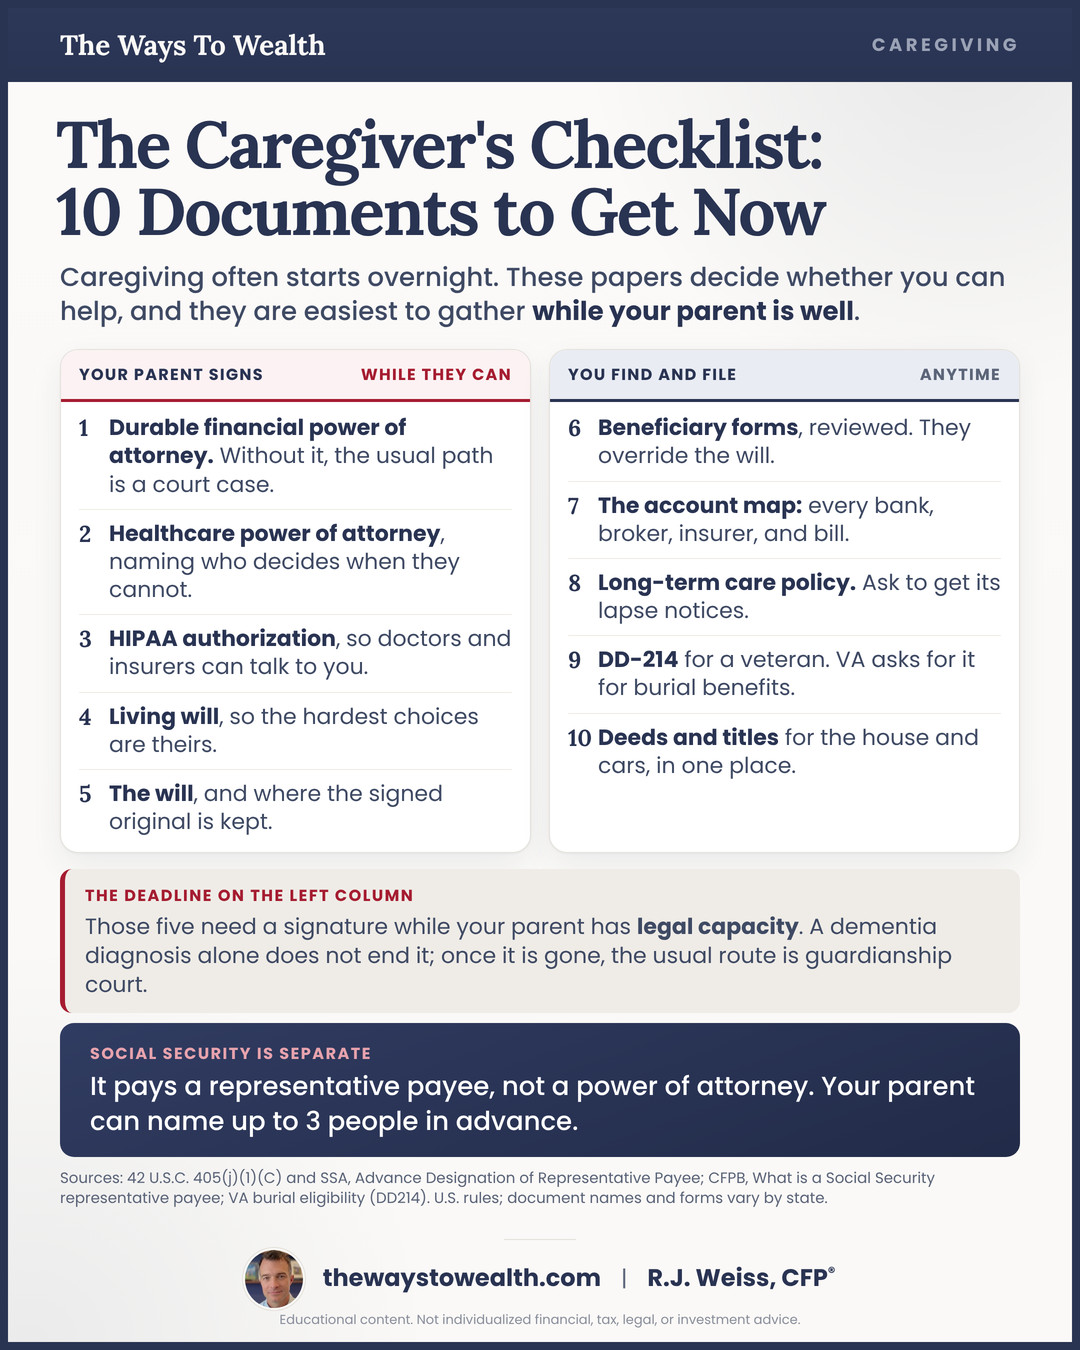 The Ways To Wealth
CAREGIVING
The Caregiver's Checklist:
10 Documents to Get Now
Caregiving often starts overnight. These papers decide whether you can
help, and they are easiest to gather while your parent is well.
YOUR PARENT SIGNS
WHILE THEY CAN
1 Durable financial power of
attorney. Without it, the usual path
is a court case.
2 Healthcare power of attorney,
naming who decides when they
cannot.
3 HIPAA authorization, so doctors and
insurers can talk to you.
4 Living will, so the hardest choices
are theirs.
5 The will, and where the signed
original is kept.
YOU FIND AND FILE
ANYTIME
6 Beneficiary forms, reviewed. They
override the will.
7 The account map: every bank,
broker, insurer, and bill.
8 Long-term care policy. Ask to get its
lapse notices.
9 DD-214 for a veteran. VA asks for it
for burial benefits.
10 Deeds and titles for the house and
cars, in one place.
THE DEADLINE ON THE LEFT COLUMN
Those five need a signature while your parent has legal capacity. A dementia
diagnosis alone does not end it; once it is gone, the usual route is guardianship
court.
SOCIAL SECURITY IS SEPARATE
It pays a representative payee, not a power of attorney. Your parent
can name up to 3 people in advance.
Sources: 42 U.S.C. 405(j)(1)(C) and SSA, Advance Designation of Representative Payee; CFPB, What is a Social Security
representative payee; VA burial eligibility (DD214). U.S. rules; document names and forms vary by state.
thewaystowealth.com | R.J. Weiss, CFP®
Educational content. Not individualized financial, tax, legal, or investment advice.